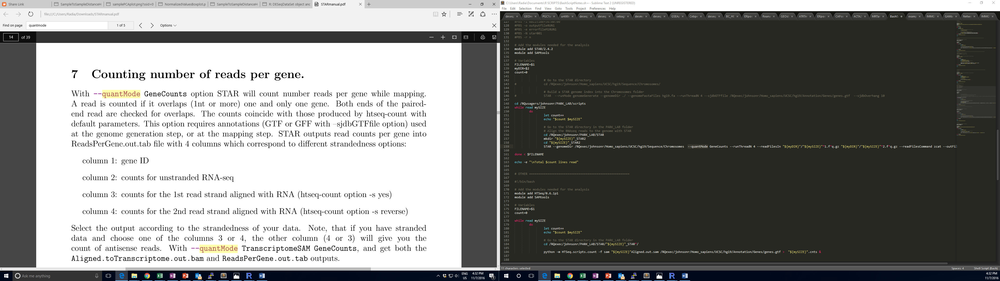 Share Link
SampleToSampleDistanceH
samplePCAplot.png?ssid=0
NormalizedValuesBoxplot.p
SampleToSampleDistanceH
R: DESeqDataSet object anc
STARmanual.pdf
file:///C:/Users/Radia/Downloads/STARmanual.pdf
Find on page
quantmode
1 of 5
Options
14 of 39
7 Counting number of reads per gene.
With --quantMode GeneCounts option STAR will count number reads per gene while mapping.
A read is counted if it overlaps (1nt or more) one and only one gene. Both ends of the paired-
end read are checked for overlaps. The counts coincide with those produced by htseq-count with
default parameters. This option requires annotations (GTF or GFF with –sjdbGTFfile option) used
at the genome generation step, or at the mapping step. STAR outputs read counts per gene into
ReadsPerGene.out.tab file with 4 columns which correspond to different strandedness options:
column 1: gene ID
column 2: counts for unstranded RNA-seq
column 3: counts for the 1st read strand aligned with RNA (htseq-count option -s yes)
column 4: counts for the 2nd read strand aligned with RNA (htseq-count option -s reverse)
Select the output according to the strandedness of your data. Note, that if you have stranded
data and choose one of the columns 3 or 4, the other column (4 or 3) will give you the
count of antisense reads. With --quantMode TranscriptomeSAM GeneCounts, and get both the
Aligned.toTranscriptome.out.bam and ReadsPerGene.out.tab outputs.
Ask me anything
ENG
US
4:32 PM
11/7/2016
C:\Users\Radia\Documents\R SCRIPTS\BashScriptNotes.sh • - Sublime Text 2 (UNREGISTERED)
File Edit Selection Find View Goto Tools Project Preferences Help
deseq. GEOre PGC1a untitle deseq. deseq. sebagi desmo deseq. GSEAp Cebpe deseq. BC_H! ERpos Reana GEOd: ATRTm ERpos CAFco ACTA2 MRTar BashS examp IMMG GAMa Netwo IMMG
128 #PBS -o outputfileRUN1
129 #PBS -e errorfileM1RUN1
130 #PBS -N star001
131 #PBS -r n
132
133 # Add the modules needed for the analysis
134 module add STAR/2.4.2
135 module add SAMtools
136
137 # Variables
138 FILENAME=$1
139 myDIR=$2
140 count=0
141
142 # Go to the STAR directory
143 # cd /RQexec/johnsonr/Homo_sapiens/UCSC/hg19/Sequence/Chromosomes/
144
145 # Build a STAR genome index into the Chromosomes folder
146 # STAR --runMode genomeGenerate --genomeDir ./ --genomeFastaFiles hg19.fa --runThreadN 4 --sjdbGTFfile /RQexec/johnsonr/Homo_sapiens/UCSC/hg19/Annotation/Genes/genes.gtf --sjdbOverhang 10
147
148 cd /RQusagers/johnsonr/PARK_LAB/scripts
149 while read mySIZE
150 do
151 let count++
152 echo "$count $mySIZE"
153
154 # Go to the STAR directory in the PARK_LAB folder
155 # Align the RNAseq reads to the genome with STAR
156 cd /RQexec/johnsonr/PARK_LAB/STAR
157 mkdir "${mySIZE}"_STAR2
158 cd "${mySIZE}"_STAR2
159 STAR --genomeDir /RQexec/johnsonr/Homo_sapiens/UCSC/hg19/Sequence/Chromosomes --quantMode GeneCounts --runThreadN 4 --readFilesIn "${myDIR}"/"${mySIZE}"*1.f*q.gz "${myDIR}"/"${mySIZE}"*2.f*q.gz --readFilesCommand zcat --outFi
160
161 done < $FILENAME
162
163 echo -e "\nTotal $count lines read"
164
165
166 # OTHER =======================================================
167
168 #!/bin/bash
169
170 # Add the modules needed for the analysis
171 module add HTSeq/0.6.1p1
172 module add SAMtools
173
174 # Variables
175 FILENAME=$1
176 count=0
177
178 while read mySIZE
179 do
180 let count++
181 echo "$count $mySIZE"
182
183 # Go to the STAR directory in the PARK_LAB folder
184 cd /RQexec/johnsonr/PARK_LAB/STAR/"${mySIZE}"_STAR*/
185
186 python -m HTSeq.scripts.count -f sam "${mySIZE}"Aligned.out.sam /RQexec/johnsonr/Homo_sapiens/UCSC/hg19/Annotation/Genes/genes.gtf > "${mySIZE}".cnts &
187
188
11 characters selected
Spaces: 4
Shell Script (Bash)
4:32 PM
11/7/2016